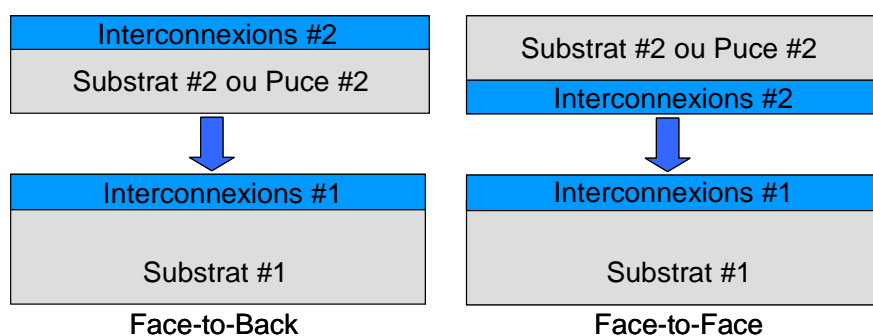 Interconnexions #2
Substrat #2 ou Puce #2
Interconnexions #1
Substrat #1
Face-to-Back
Substrat #2 ou Puce #2
Interconnexions #2
Interconnexions #1
Substrat #1
Face-to-Face